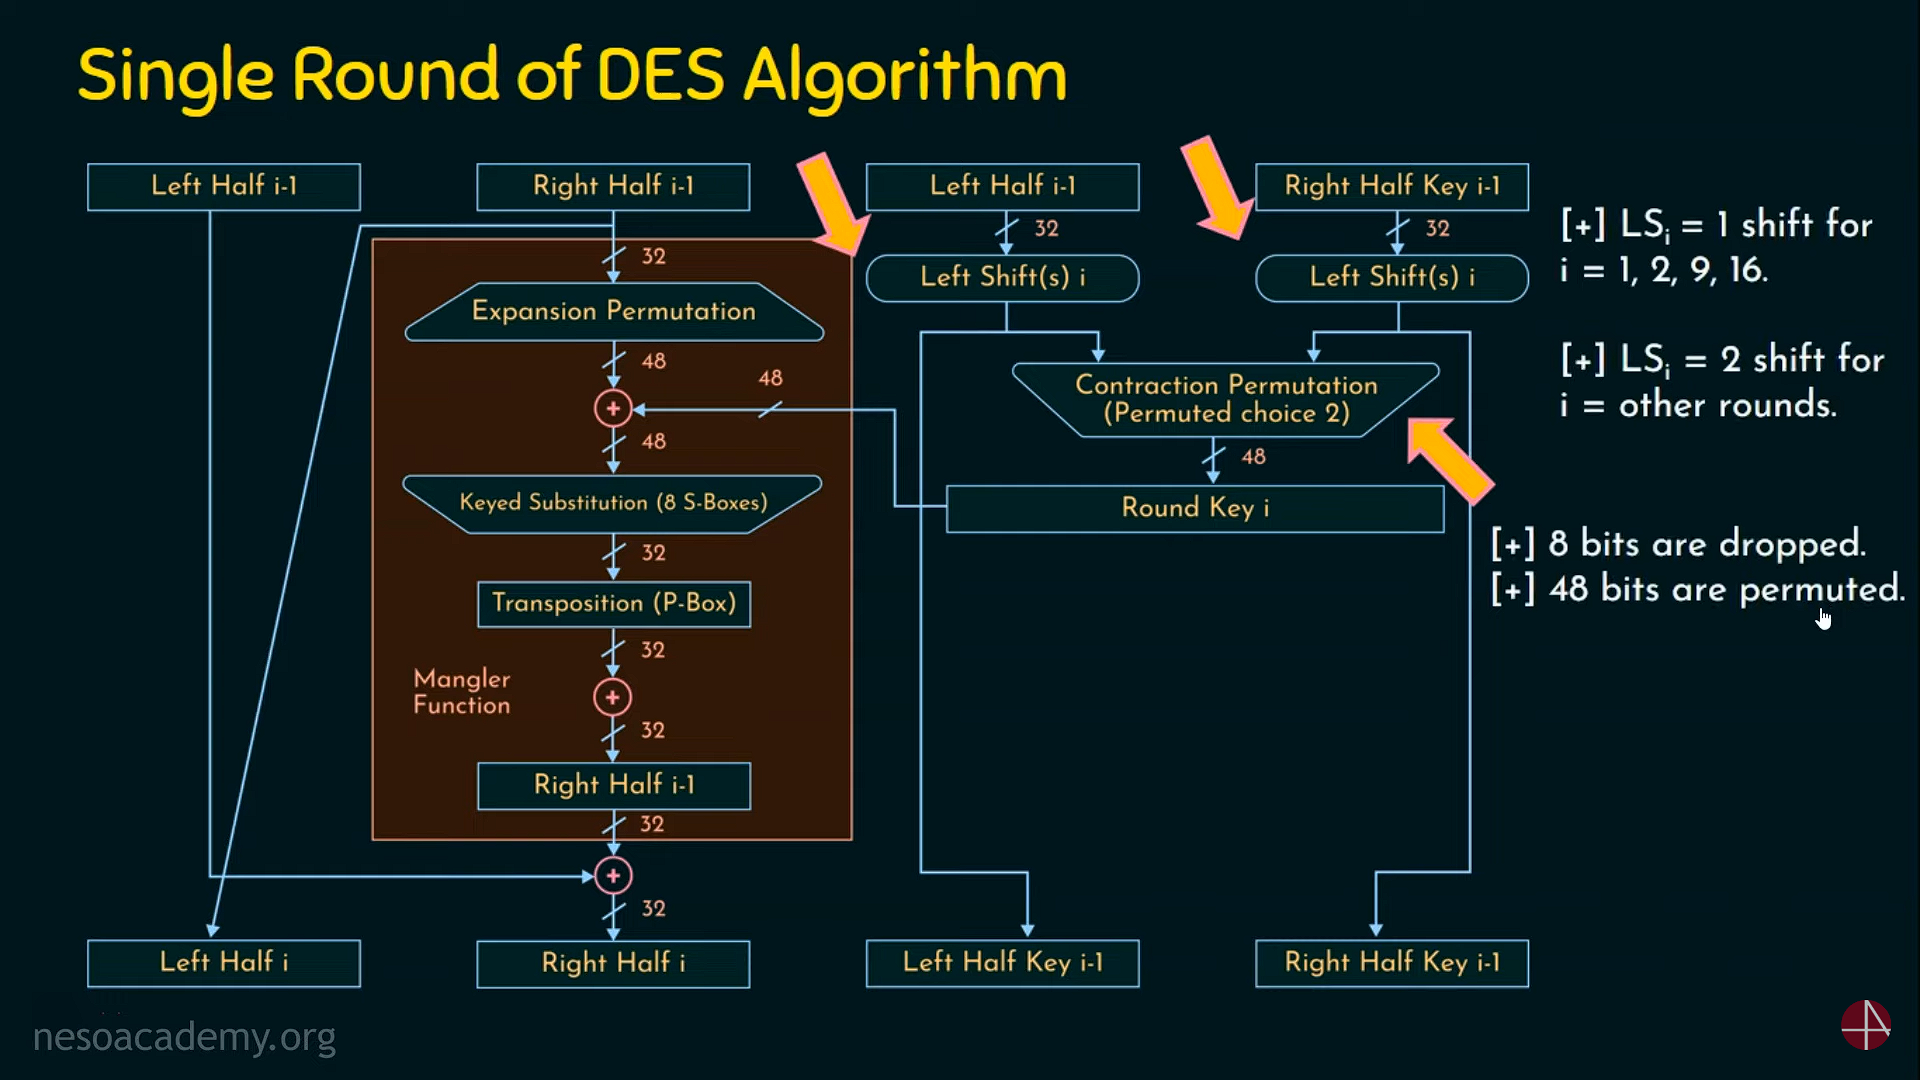 Single Round of DES Algorithm
Left Half i-1
Right Half i-1
Left Half i-1
Right Half Key i-1
32
32
32
[+] LSi = 1 shift for
i = 1, 2, 9, 16.
Left Shift(s) i
Left Shift(s) i
Expansion Permutation
48
48
[+] LSi = 2 shift for
i = other rounds.
Contraction Permutation
(Permuted choice 2)
+
48
48
Keyed Substitution (8 S-Boxes)
Round Key i
32
[+] 8 bits are dropped.
[+] 48 bits are permuted.
Transposition (P-Box)
32
Mangler
Function
+
32
Right Half i-1
32
+
32
Left Half i
Right Half i
Left Half Key i-1
Right Half Key i-1
nesoacademy.org